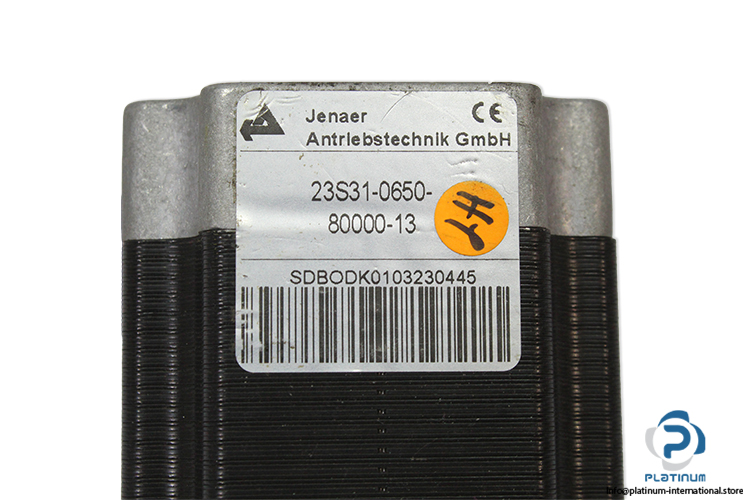 Jenaer
Antriebstechnik GmbH
CE
23S31-0650-
80000-13
SDBODK0103230445
PLATINUM
info@platinum-international.store